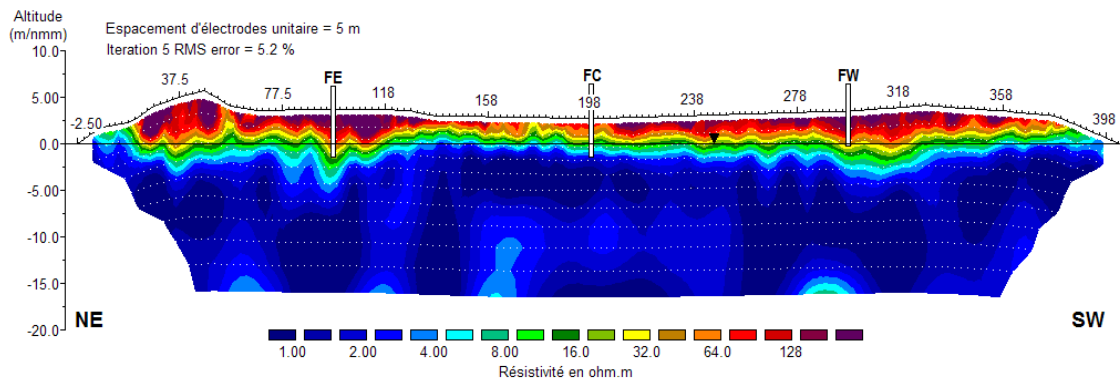 Altitude
(m/nmm)
Espacement d'électrodes unitaire = 5 m
Iteration 5 RMS error = 5.2 %
10.0
5.00
0.0
-5.00
-10.0
-15.0
-20.0
-2.50 37.5 77.5 FE 118 158 FC 198 238 278 FW 318 358 398
NE
SW
1.00 2.00 4.00 8.00 16.0 32.0 64.0 128
Résistivité en ohm.m